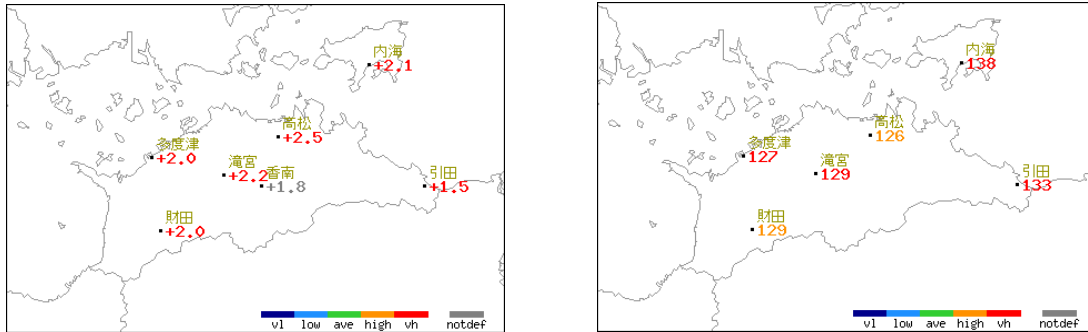 内海
+2.1
高松
+2.5
多度津
+2.0
滝宮
+2.2
香南
+1.8
引田
+1.5
財田
+2.0
vl low ave high vh notdef
内海
138
高松
126
多度津
127
滝宮
129
引田
133
財田
129
vl low ave high vh notdef